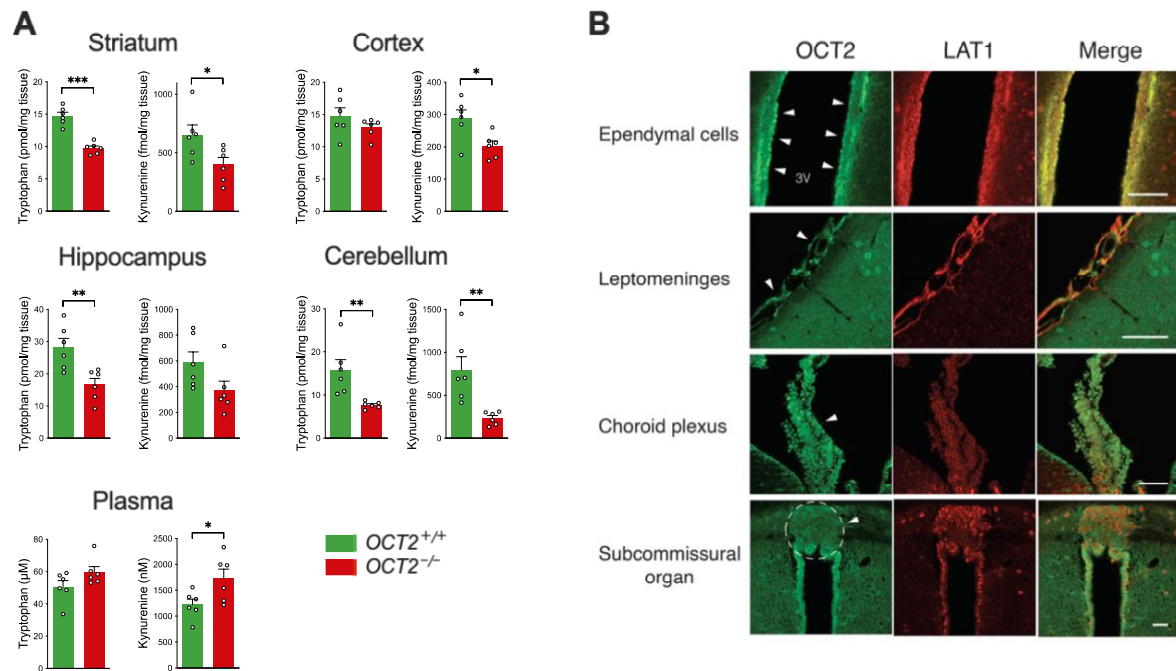 A
Striatum
Cortex
Tryptophan (pmol/mg tissue)
20
15
10
5
0
***
Kynurenine (fmol/mg tissue)
1000
500
0
*
Tryptophan (pmol/mg tissue)
20
15
10
5
0
Kynurenine (fmol/mg tissue)
400
300
200
100
0
*
Hippocampus
Cerebellum
Tryptophan (pmol/mg tissue)
40
30
20
10
0
**
Kynurenine (fmol/mg tissue)
1000
800
600
400
200
0
Tryptophan (pmol/mg tissue)
30
20
10
0
**
Kynurenine (fmol/mg tissue)
1500
1000
500
0
**
Plasma
Tryptophan (µM)
80
60
40
20
0
Kynurenine (nM)
2500
2000
1500
1000
500
0
*
OCT2+/+
OCT2−/−
B
OCT2 LAT1 Merge
Ependymal cells
3V
Leptomeninges
Choroid plexus
Subcommissural
organ